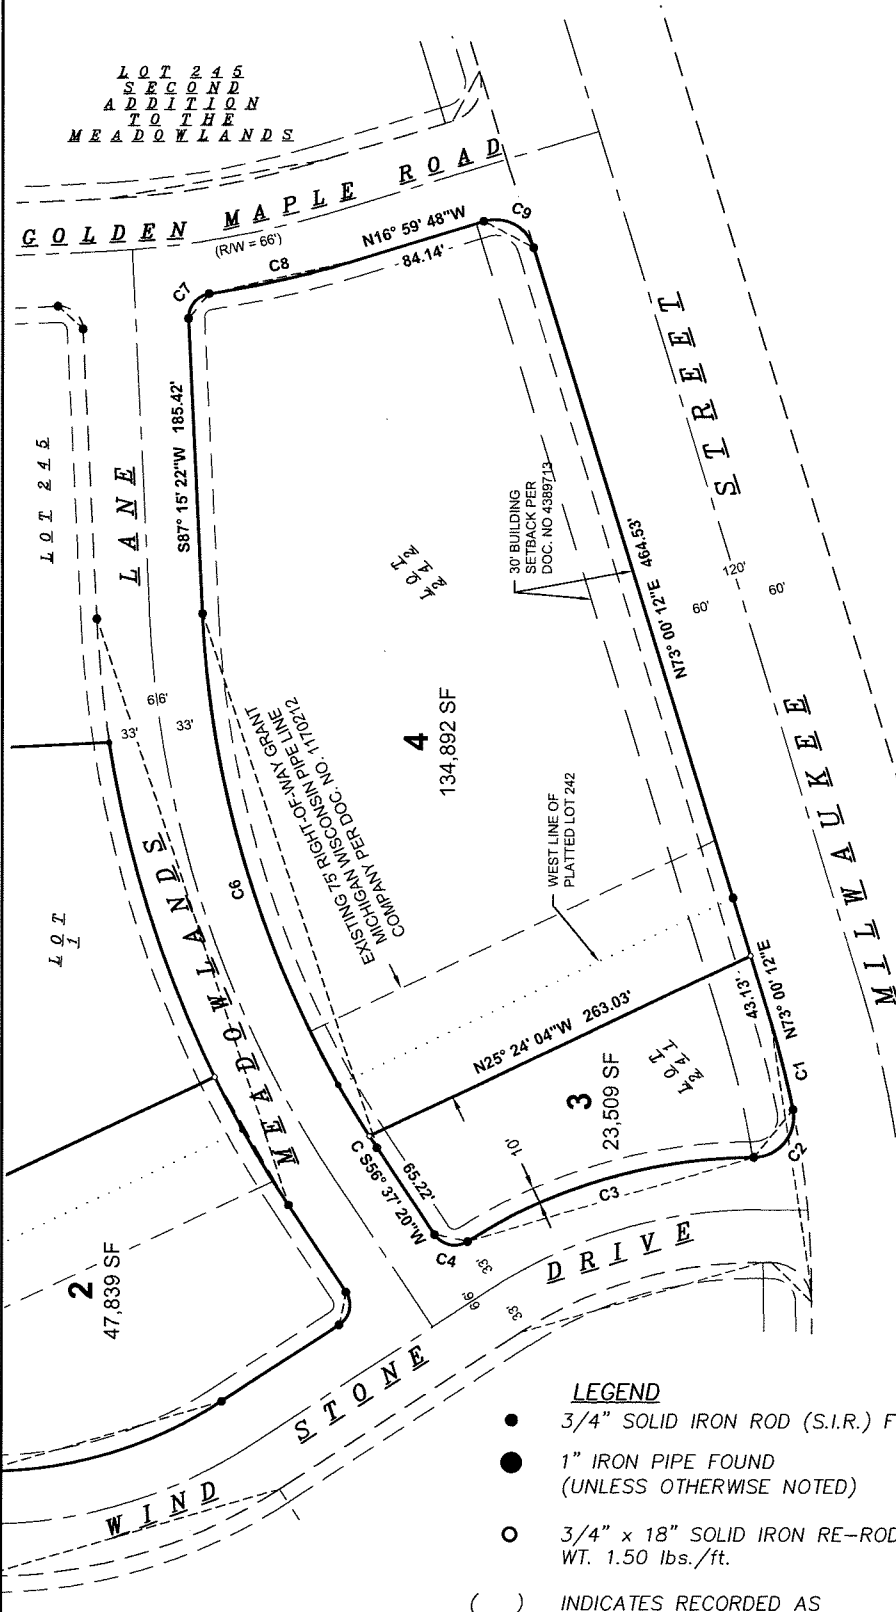 LOT 245
SECOND
ADDITION
TO THE
MEADOWLANDS
GOLDEN MAPLE ROAD
(R/W = 66')
N16° 59' 48"W
84.14'
C9
C8
C7
S87° 15' 22"W 185.42'
LOT 245
LANE
STREET
LOT
242
30' BUILDING
SETBACK PER
DOC. NO 4389713
N73° 00' 12"E 464.53'
120'
60'
60'
66'
33'
33'
EXISTING 75' RIGHT-OF-WAY GRANT
MICHIGAN WISCONSIN PIPE LINE
COMPANY PER DOC. NO. 1170212
4
134,892 SF
WEST LINE OF
PLATTED LOT 242
C6
LOT
1
MEADOWLANDS
MILWAUKEE
N25° 24' 04"W 263.03'
43.13'
N73° 00' 12"E
LOT
241
3
23,509 SF
C1
C2
C3
10'
C
S56° 37' 20"W
65.22'
C4
33'
66'
33'
2
47,839 SF
WIND STONE DRIVE
LEGEND
3/4" SOLID IRON ROD (S.I.R.) F
1" IRON PIPE FOUND
(UNLESS OTHERWISE NOTED)
3/4" x 18" SOLID IRON RE-ROD
WT. 1.50 lbs./ft.
( ) INDICATES RECORDED AS